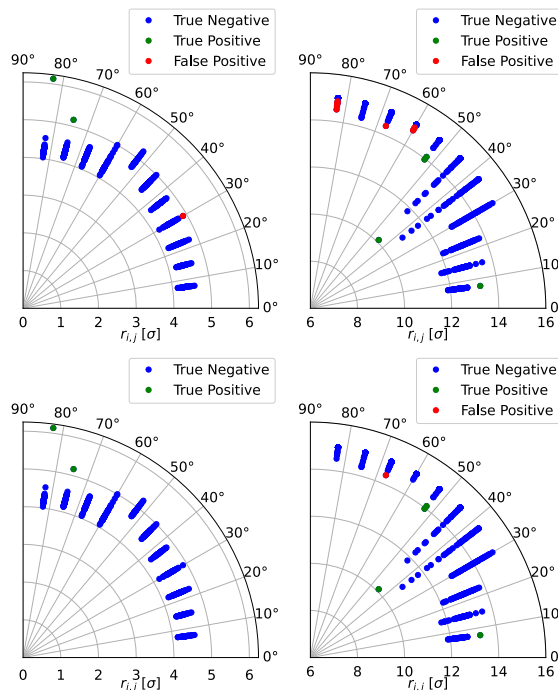 True Negative
True Positive
False Positive
90°
80°
70°
60°
50°
40°
30°
20°
10°
0°
0 1 2 3 4 5 6
r_{i,j} [σ]
True Negative
True Positive
False Positive
90°
80°
70°
60°
50°
40°
30°
20°
10°
0°
6 8 10 12 14 16
r_{i,j} [σ]
True Negative
True Positive
90°
80°
70°
60°
50°
40°
30°
20°
10°
0°
0 1 2 3 4 5 6
r_{i,j} [σ]
True Negative
True Positive
False Positive
90°
80°
70°
60°
50°
40°
30°
20°
10°
0°
6 8 10 12 14 16
r_{i,j} [σ]